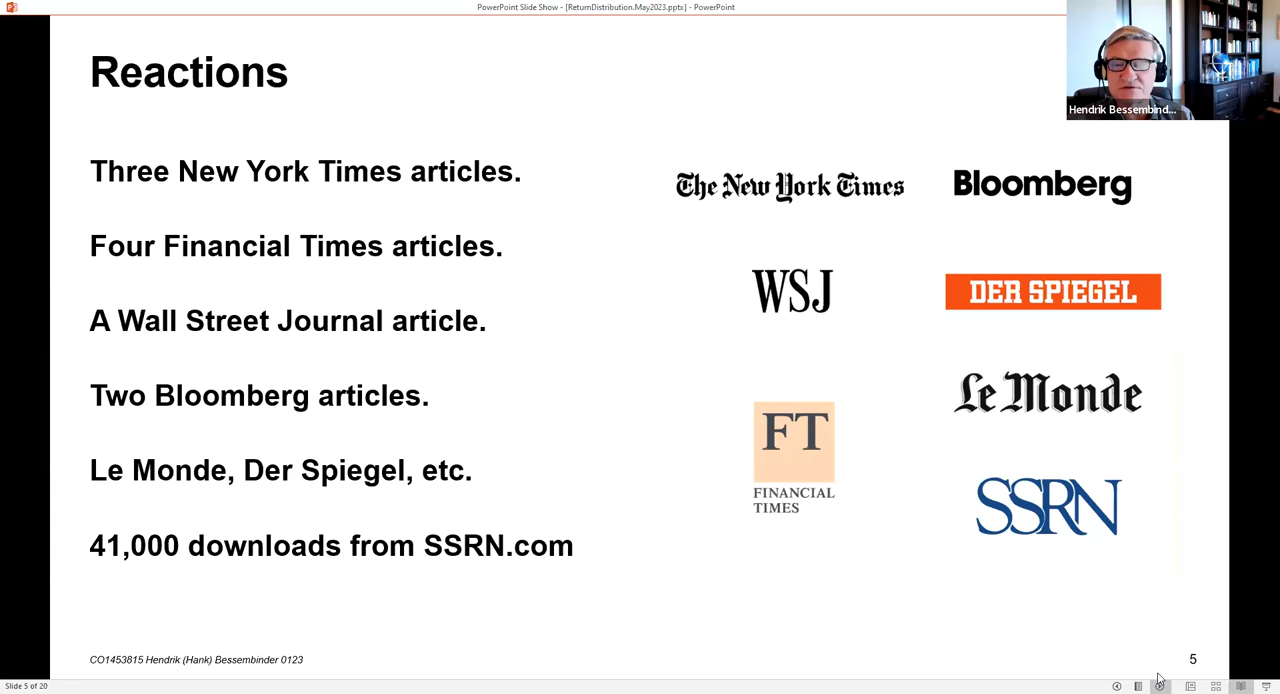 PowerPoint Slide Show - [ReturnDistribution.May2023.pptx] - PowerPoint
Reactions
Hendrik Bessembind...
Three New York Times articles.
Four Financial Times articles.
A Wall Street Journal article.
Two Bloomberg articles.
Le Monde, Der Spiegel, etc.
41,000 downloads from SSRN.com
The New York Times
Bloomberg
WSJ
DER SPIEGEL
Le Monde
FT
FINANCIAL
TIMES
SSRN
CO1453815 Hendrik (Hank) Bessembinder 0123
5
Slide 5 of 20